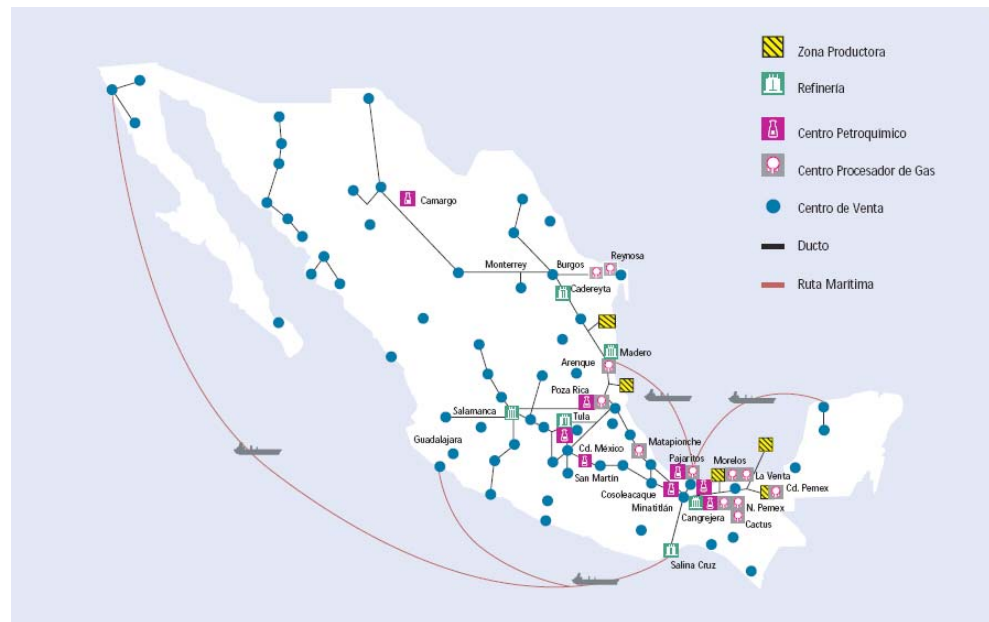 Zona Productora
Refinería
Centro Petroquimico
Centro Procesador de Gas
Centro de Venta
Ducto
Ruta Marítima
Camargo
Monterrey
Burgos
Reynosa
Cadereyta
Madero
Arenque
Poza Rica
Salamanca
Tula
Guadalajara
Cd. México
Matapionche
San Martín
Pajaritos
Morelos
La Venta
Cosoleacaque
Cd. Pemex
Minatitlán
Cangrejera
N. Pemex
Cactus
Salina Cruz